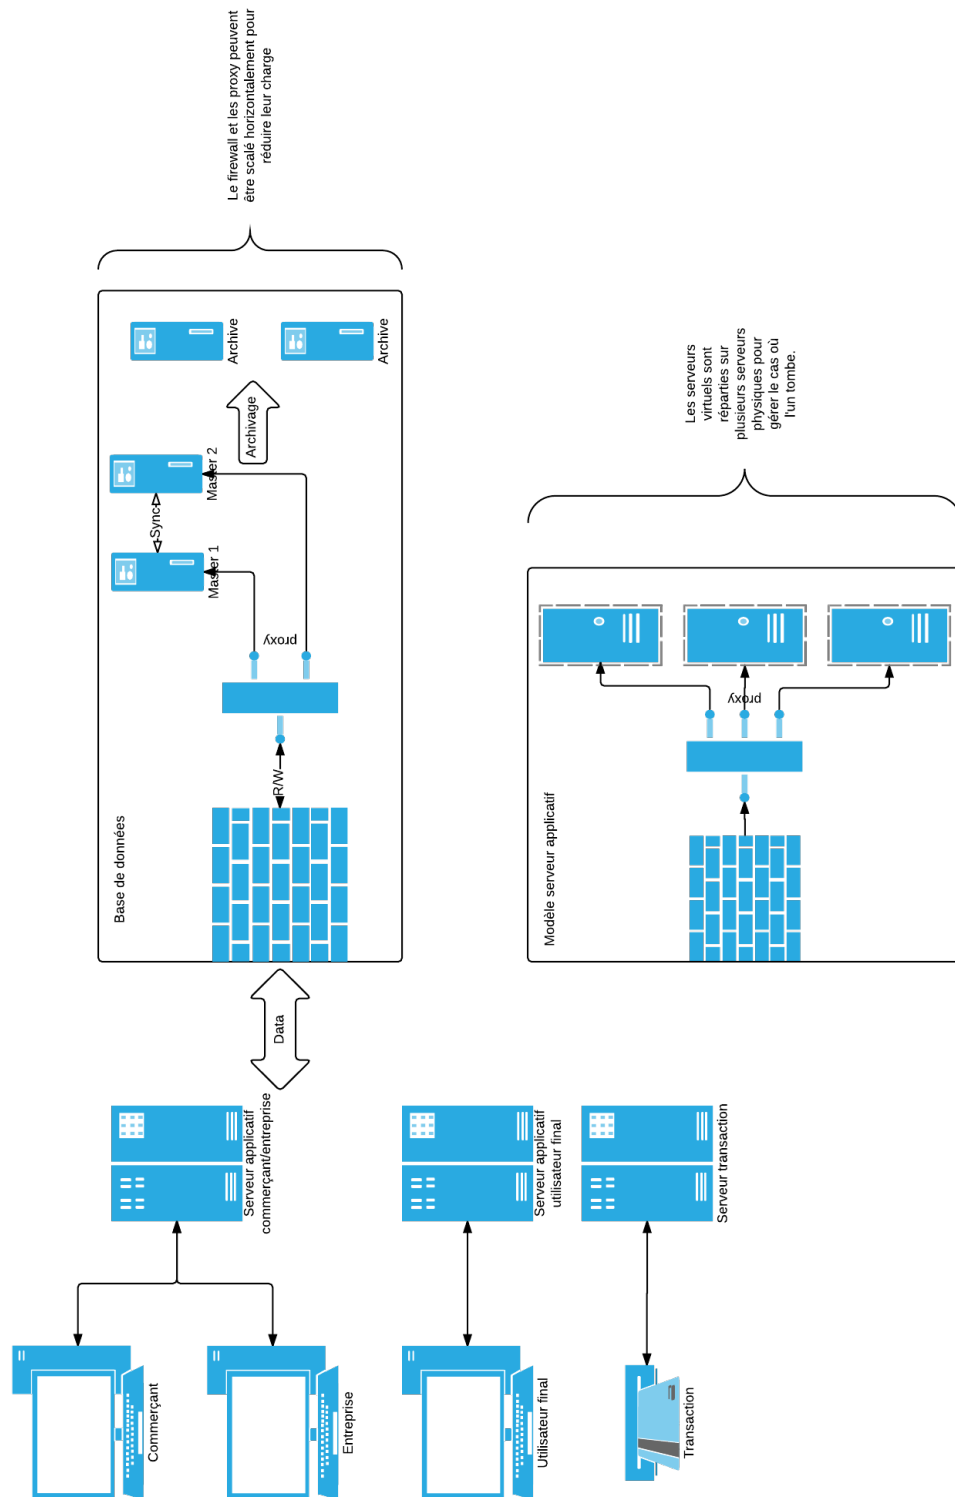 Commerçant
Entreprise
Utilisateur final
Transaction
Serveur applicatif
commerçant/entreprise
Serveur applicatif
utilisateur final
Serveur transaction
Data
Base de données
R/W
proxy
Master 1
Sync
Master 2
Archivage
Archive
Archive
Le firewall et les proxy peuvent
être scalé horizontalement pour
réduire leur charge
Modèle serveur applicatif
proxy
Les serveurs
virtuels sont
réparties sur
plusieurs serveurs
physiques pour
gérer le cas où
l'un tombe.